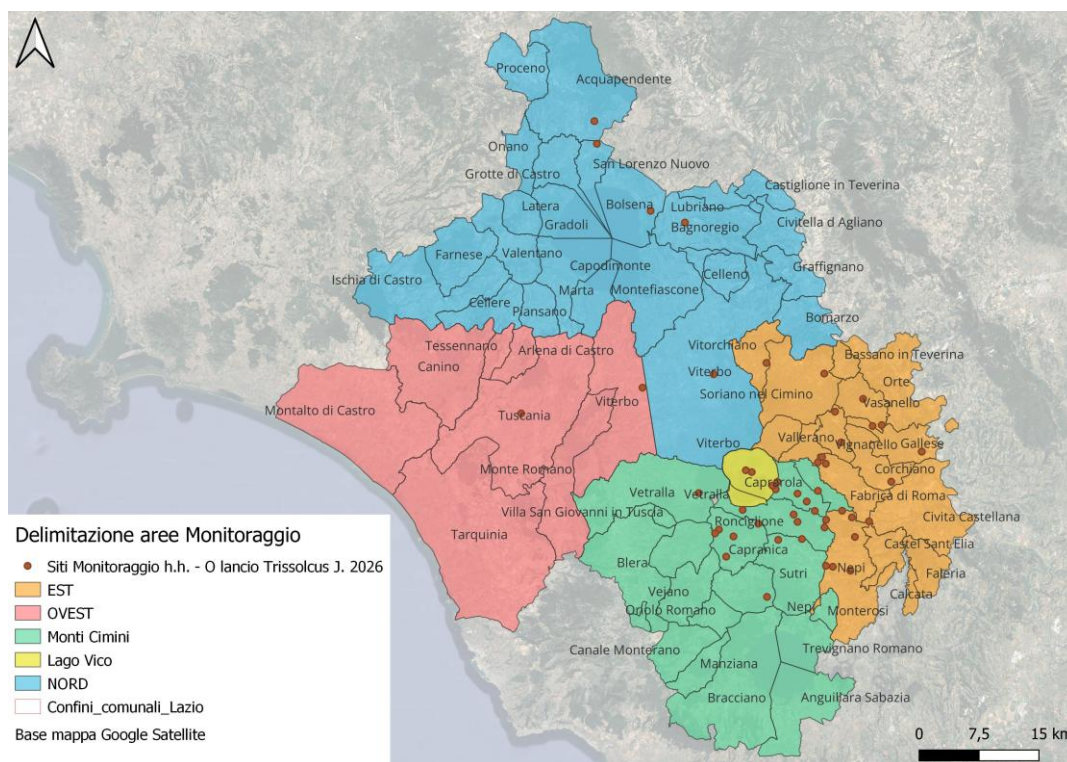 Proceno
Acquapendente
Onano
San Lorenzo Nuovo
Grotte di Castro
Castiglione in Teverina
Latera
Bolsena
Lubriano
Gradoli
Bagnoregio
Civitella d Agliano
Farnese
Valentano
Capodimonte
Celleno
Graffignano
Ischia di Castro
Cellere
Piansano
Marta
Montefiascone
Bomarzo
Tessennano
Arlena di Castro
Vitorchiano
Bassano in Teverina
Canino
Viterbo
Orte
Montalto di Castro
Tuscania
Viterbo
Soriano nel Cimino
Vasanello
Viterbo
Vallerano
Vignanello
Gallese
Monte Romano
Caprarola
Corchiano
Vetralla
Vetralla
Fabrica di Roma
Villa San Giovanni in Tuscia
Ronciglione
Civita Castellana
Tarquinia
Capranica
Castel Sant Elia
Blera
Sutri
Nepi
Faleria
Vejano
Calcata
Oriolo Romano
Nepi
Monterosi
Canale Monterano
Trevignano Romano
Manziana
Bracciano
Anguillara Sabazia
Delimitazione aree Monitoraggio
Siti Monitoraggio h.h. - O lancio Trissolcus J. 2026
EST
OVEST
Monti Cimini
Lago Vico
NORD
Confini_comunali_Lazio
Base mappa Google Satellite
0 7,5 15 km